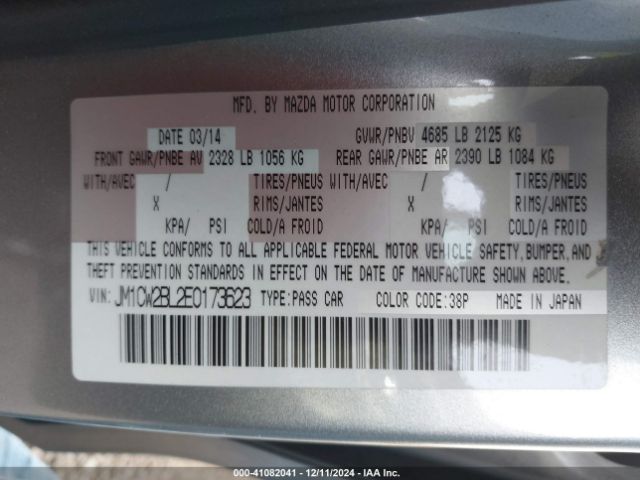 MFD. BY MAZDA MOTOR CORPORATION
DATE 03/14 GVWR/PNBV 4685 LB 2125 KG
FRONT GAWR/PNBE AV 2328 LB 1056 KG REAR GAWR/PNBE AR 2390 LB 1084 KG
WITH/AVEC / TIRES/PNEUS WITH/AVEC / TIRES/PNEUS
X RIMS/JANTES X RIMS/JANTES
KPA/ PSI COLD/A FROID KPA/ PSI COLD/A FROID
THIS VEHICLE CONFORMS TO ALL APPLICABLE FEDERAL MOTOR VEHICLE SAFETY, BUMPER, AND
THEFT PREVENTION STANDARDS IN EFFECT ON THE DATE OF MANUFACTURE SHOWN ABOVE.
VIN: JM1CW2BL2E0173623 TYPE: PASS CAR COLOR CODE: 38P MADE IN JAPAN
000-41082041 - 12/11/2024 - IAA Inc.